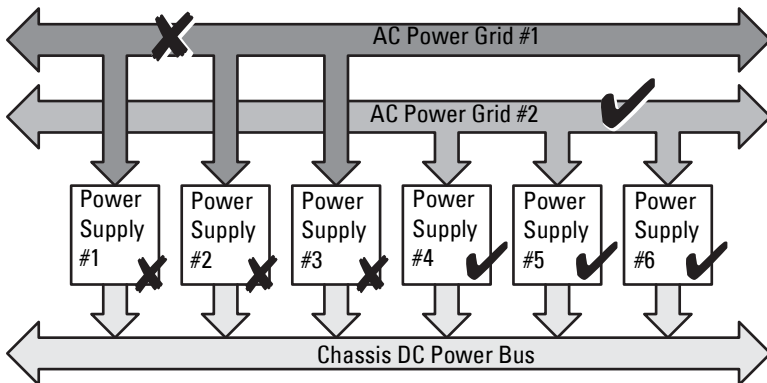 AC Power Grid #1
AC Power Grid #2
Power
Supply
#1
Power
Supply
#2
Power
Supply
#3
Power
Supply
#4
Power
Supply
#5
Power
Supply
#6
Chassis DC Power Bus